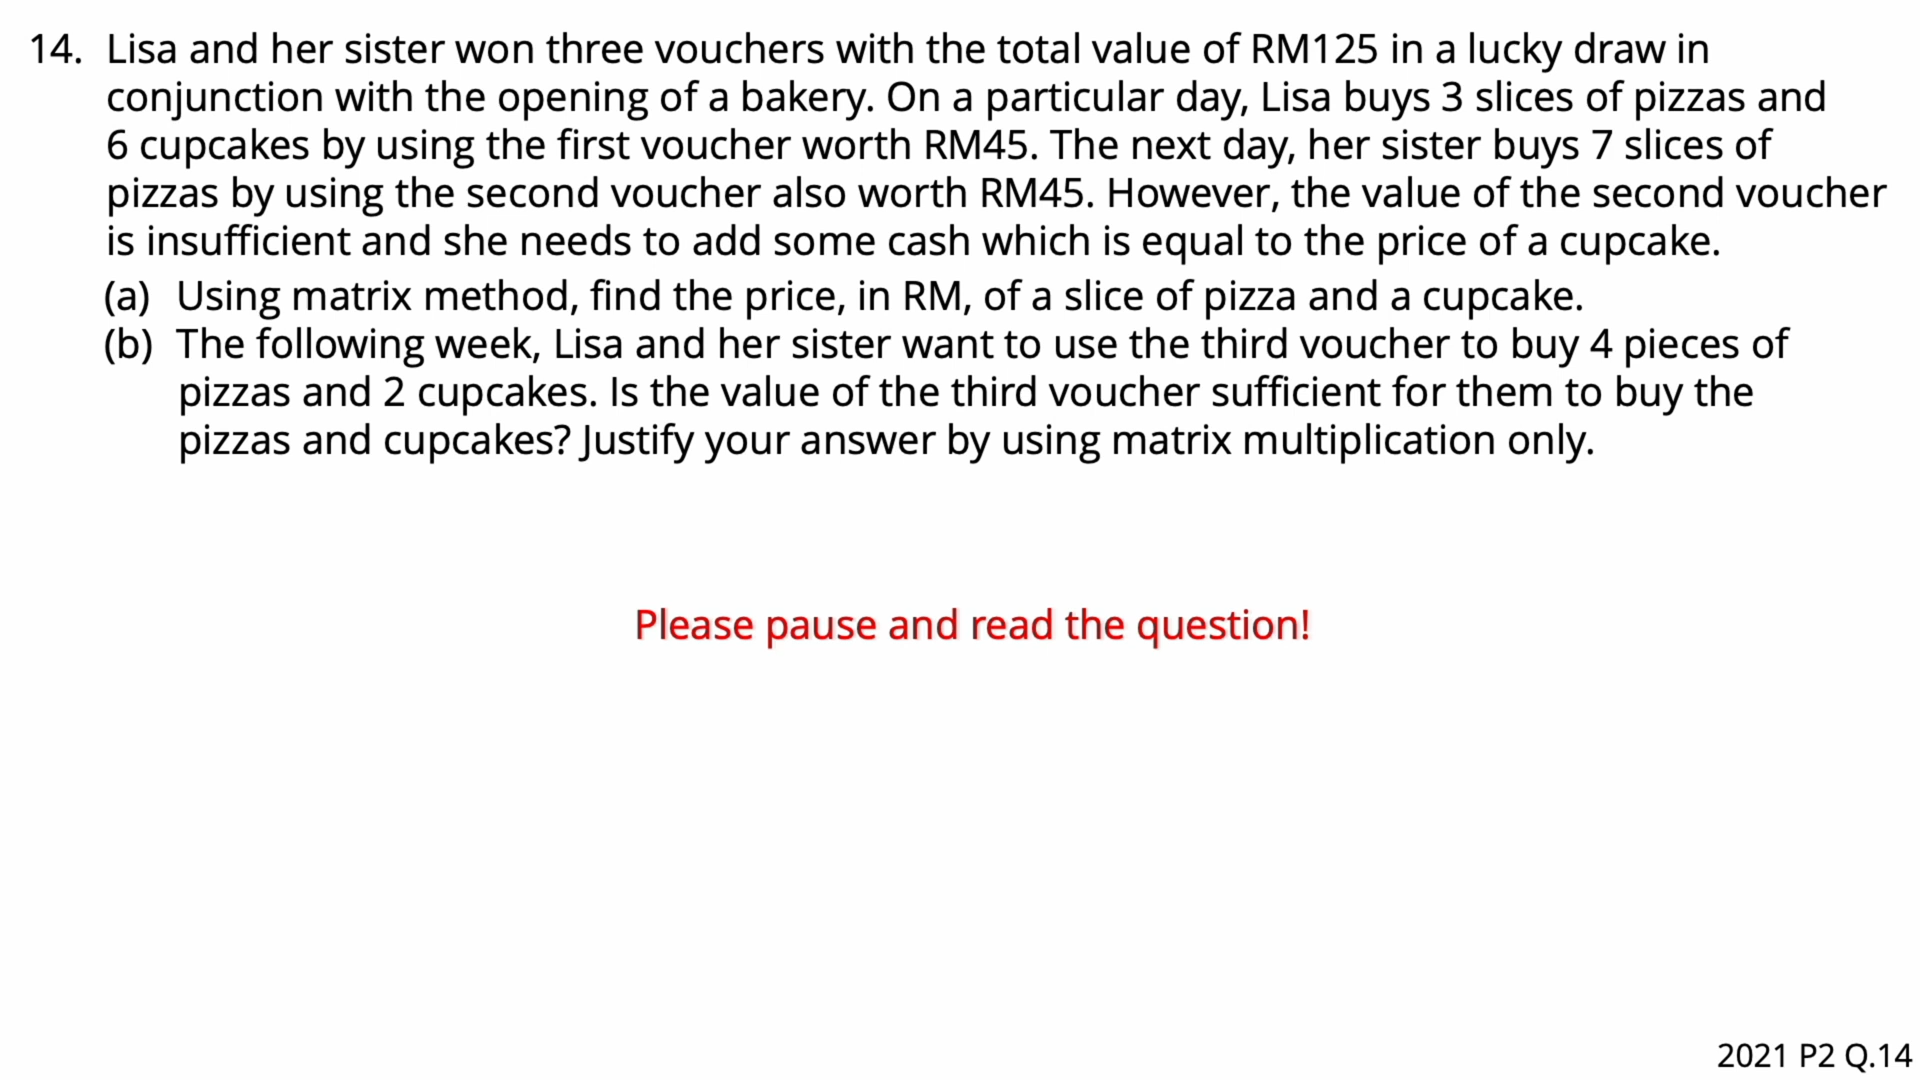 14. Lisa and her sister won three vouchers with the total value of RM125 in a lucky draw in
conjunction with the opening of a bakery. On a particular day, Lisa buys 3 slices of pizzas and
6 cupcakes by using the first voucher worth RM45. The next day, her sister buys 7 slices of
pizzas by using the second voucher also worth RM45. However, the value of the second voucher
is insufficient and she needs to add some cash which is equal to the price of a cupcake.
(a) Using matrix method, find the price, in RM, of a slice of pizza and a cupcake.
(b) The following week, Lisa and her sister want to use the third voucher to buy 4 pieces of
pizzas and 2 cupcakes. Is the value of the third voucher sufficient for them to buy the
pizzas and cupcakes? Justify your answer by using matrix multiplication only.
Please pause and read the question!
2021 P2 Q.14